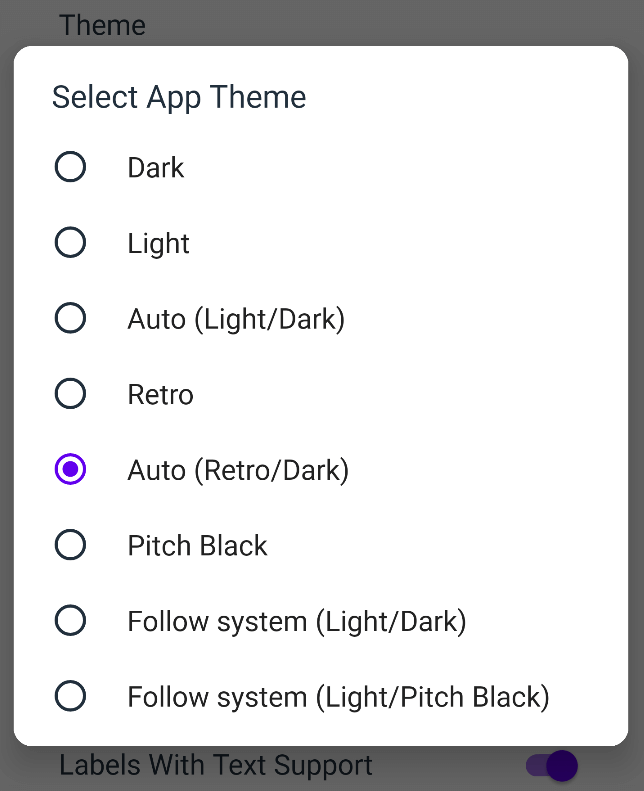 Theme
Select App Theme
Dark
Light
Auto (Light/Dark)
Retro
Auto (Retro/Dark)
Pitch Black
Follow system (Light/Dark)
Follow system (Light/Pitch Black)
Labels With Text Support